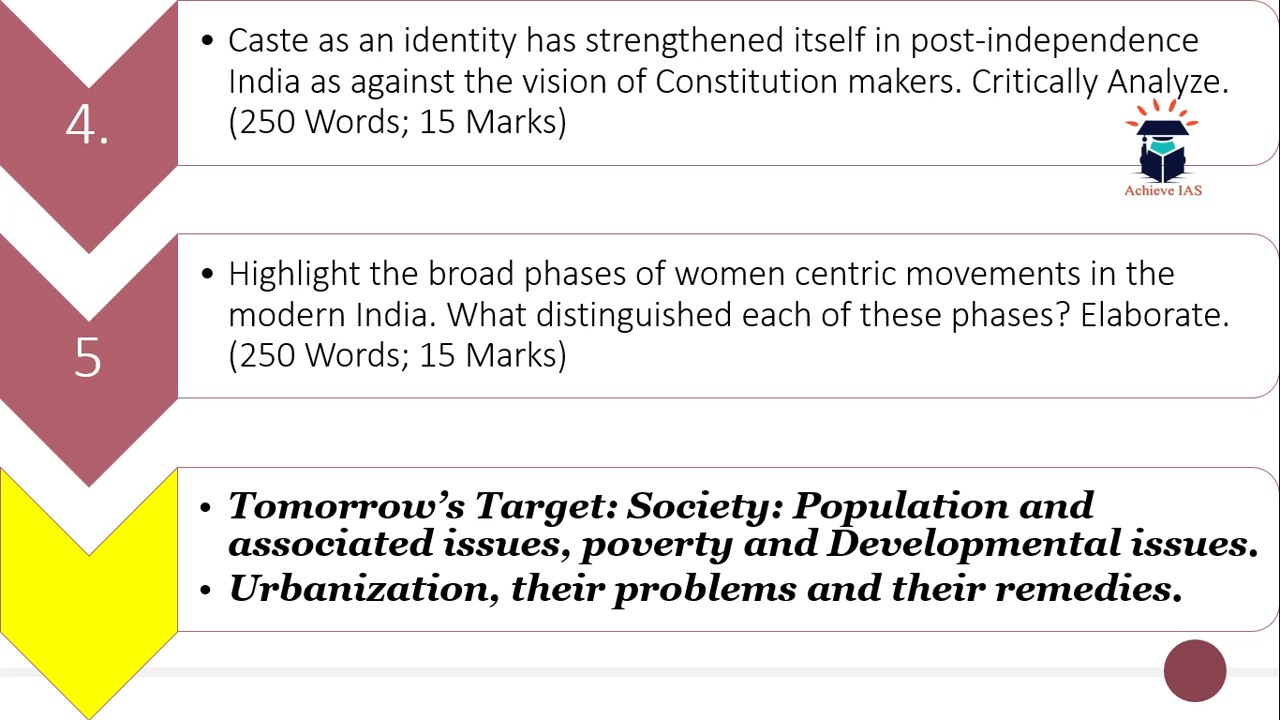 4.
• Caste as an identity has strengthened itself in post-independence
India as against the vision of Constitution makers. Critically Analyze.
(250 Words; 15 Marks)
Achieve IAS
5
• Highlight the broad phases of women centric movements in the
modern India. What distinguished each of these phases? Elaborate.
(250 Words; 15 Marks)
• Tomorrow’s Target: Society: Population and
associated issues, poverty and Developmental issues.
• Urbanization, their problems and their remedies.